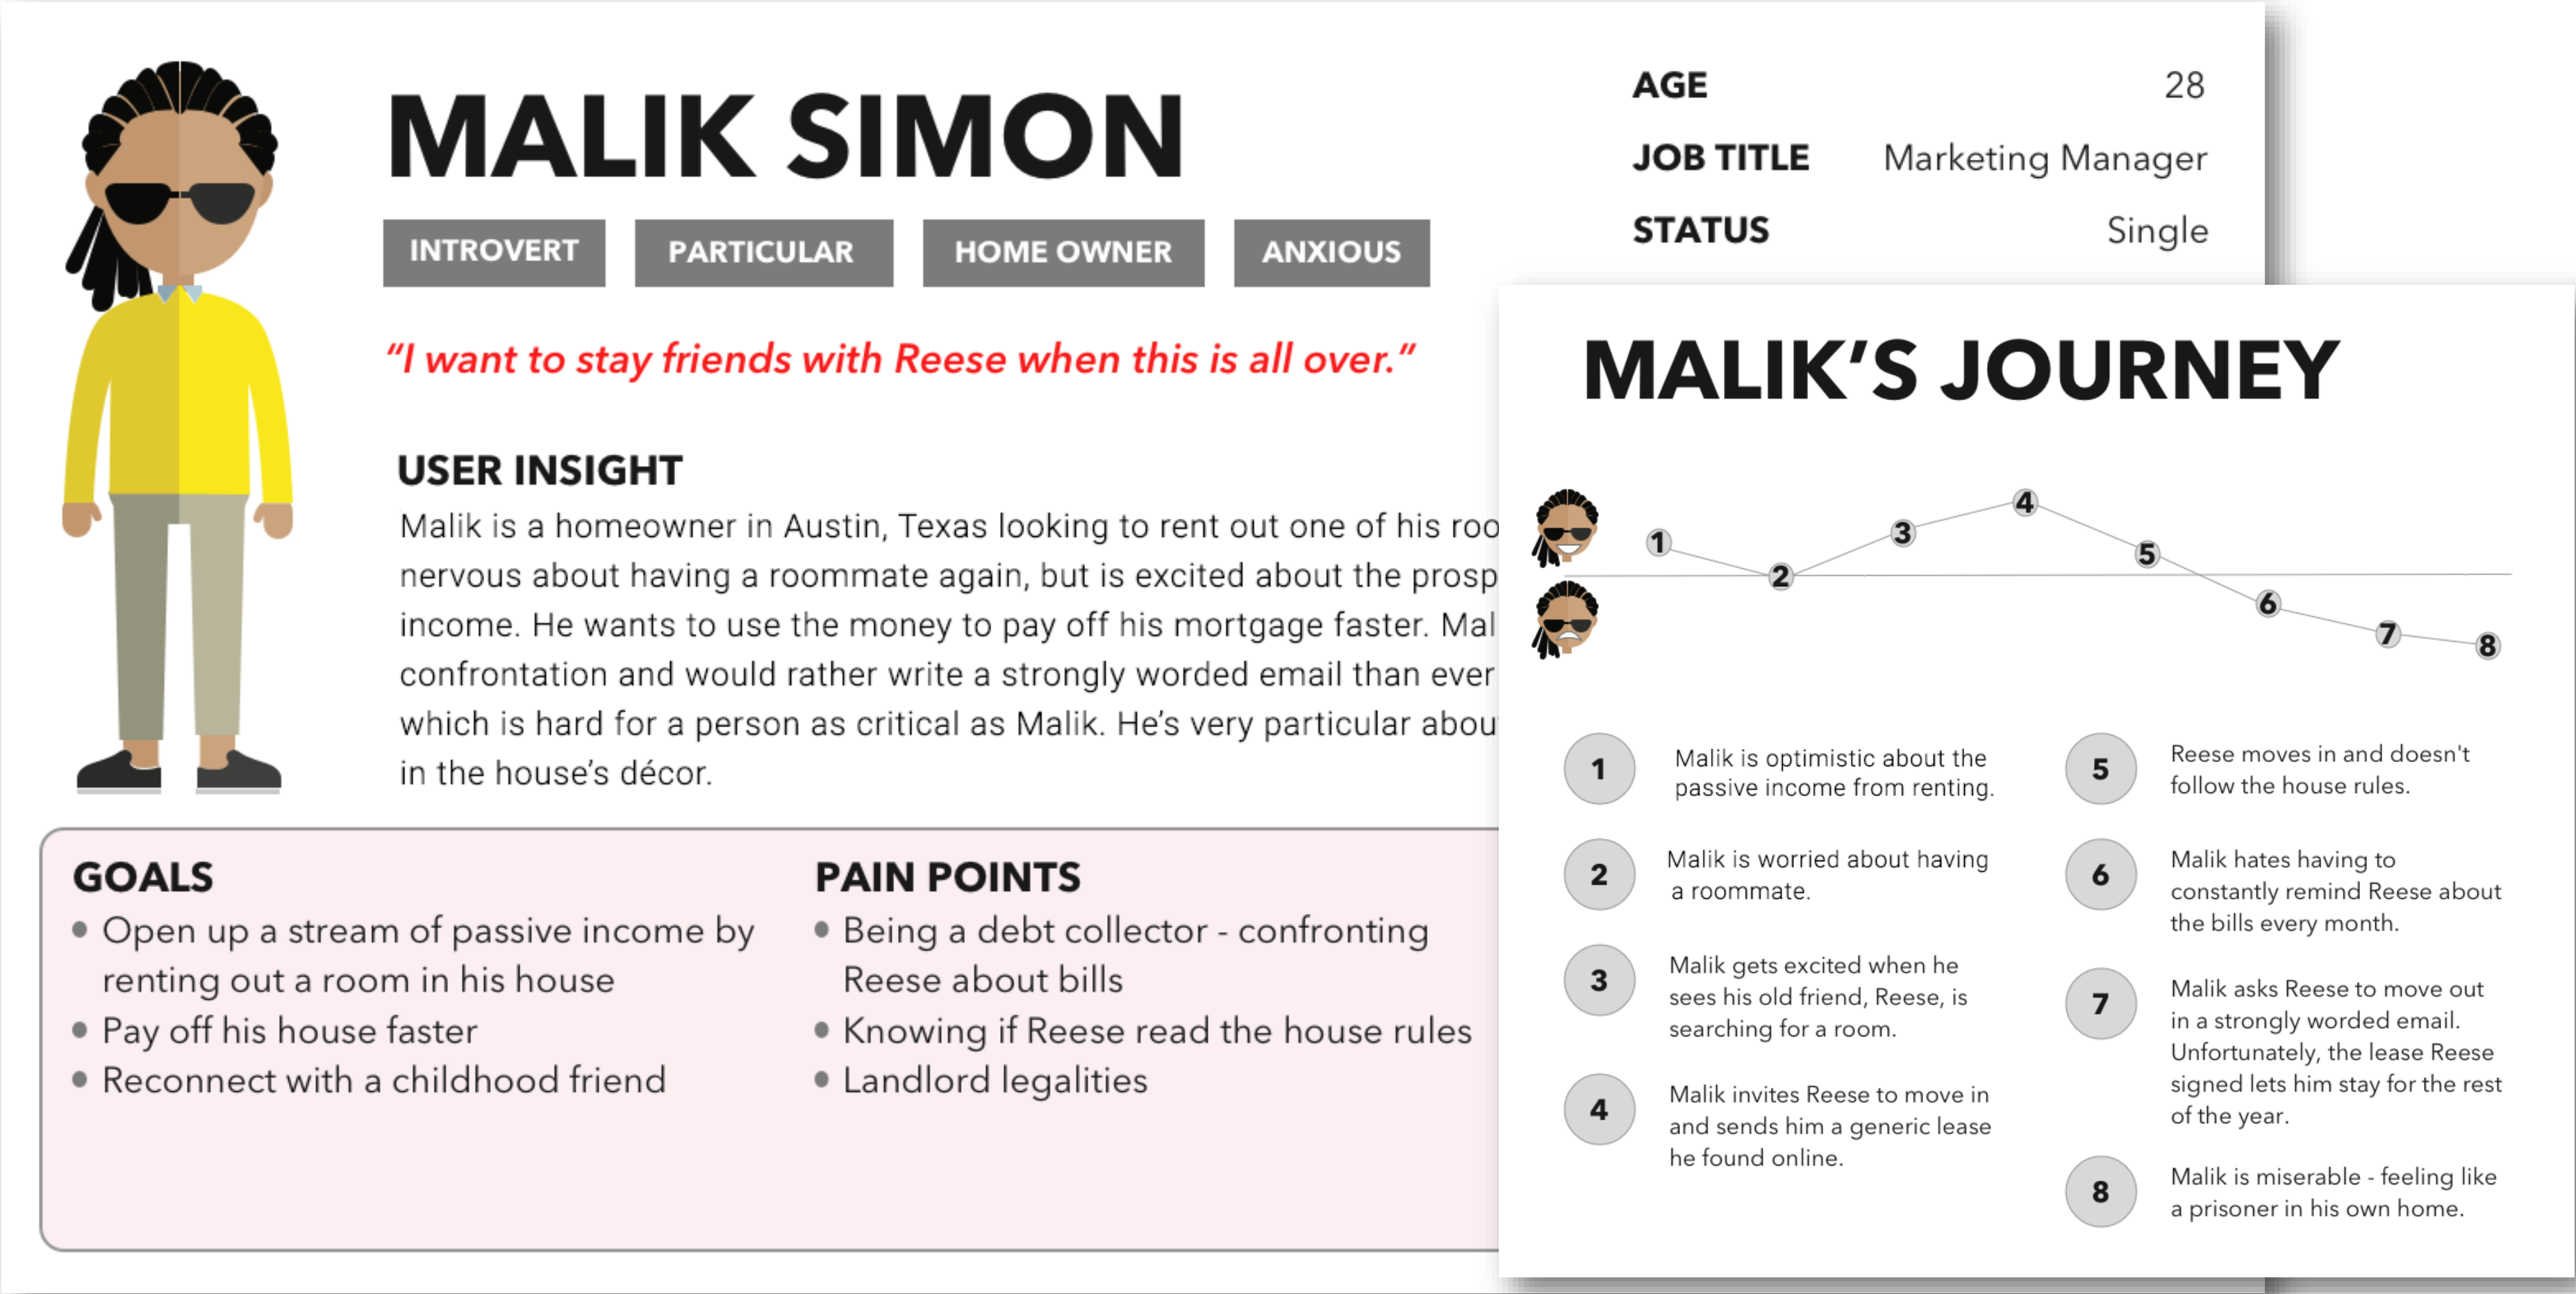 MALIK SIMON
INTROVERT
PARTICULAR
HOME OWNER
ANXIOUS
“I want to stay friends with Reese when this is all over.”
AGE 28
JOB TITLE Marketing Manager
STATUS Single
USER INSIGHT
Malik is a homeowner in Austin, Texas looking to rent out one of his
nervous about having a roommate again, but is excited about the
income. He wants to use the money to pay off his mortgage faster.
confrontation and would rather write a strongly worded email than ever
which is hard for a person as critical as Malik. He’s very particular
in the house’s décor.
GOALS
• Open up a stream of passive income by
renting out a room in his house
• Pay off his house faster
• Reconnect with a childhood friend
PAIN POINTS
• Being a debt collector - confronting
Reese about bills
• Knowing if Reese read the house rules
• Landlord legalities
MALIK’S JOURNEY
1
2
3
4
5
6
7
8
1 Malik is optimistic about the
passive income from renting.
2 Malik is worried about having
a roommate.
3 Malik gets excited when he
sees his old friend, Reese, is
searching for a room.
4 Malik invites Reese to move in
and sends him a generic lease
he found online.
5 Reese moves in and doesn't
follow the house rules.
6 Malik hates having to
constantly remind Reese about
the bills every month.
7 Malik asks Reese to move out
in a strongly worded email.
Unfortunately, the lease Reese
signed lets him stay for the rest
of the year.
8 Malik is miserable - feeling like
a prisoner in his own home.